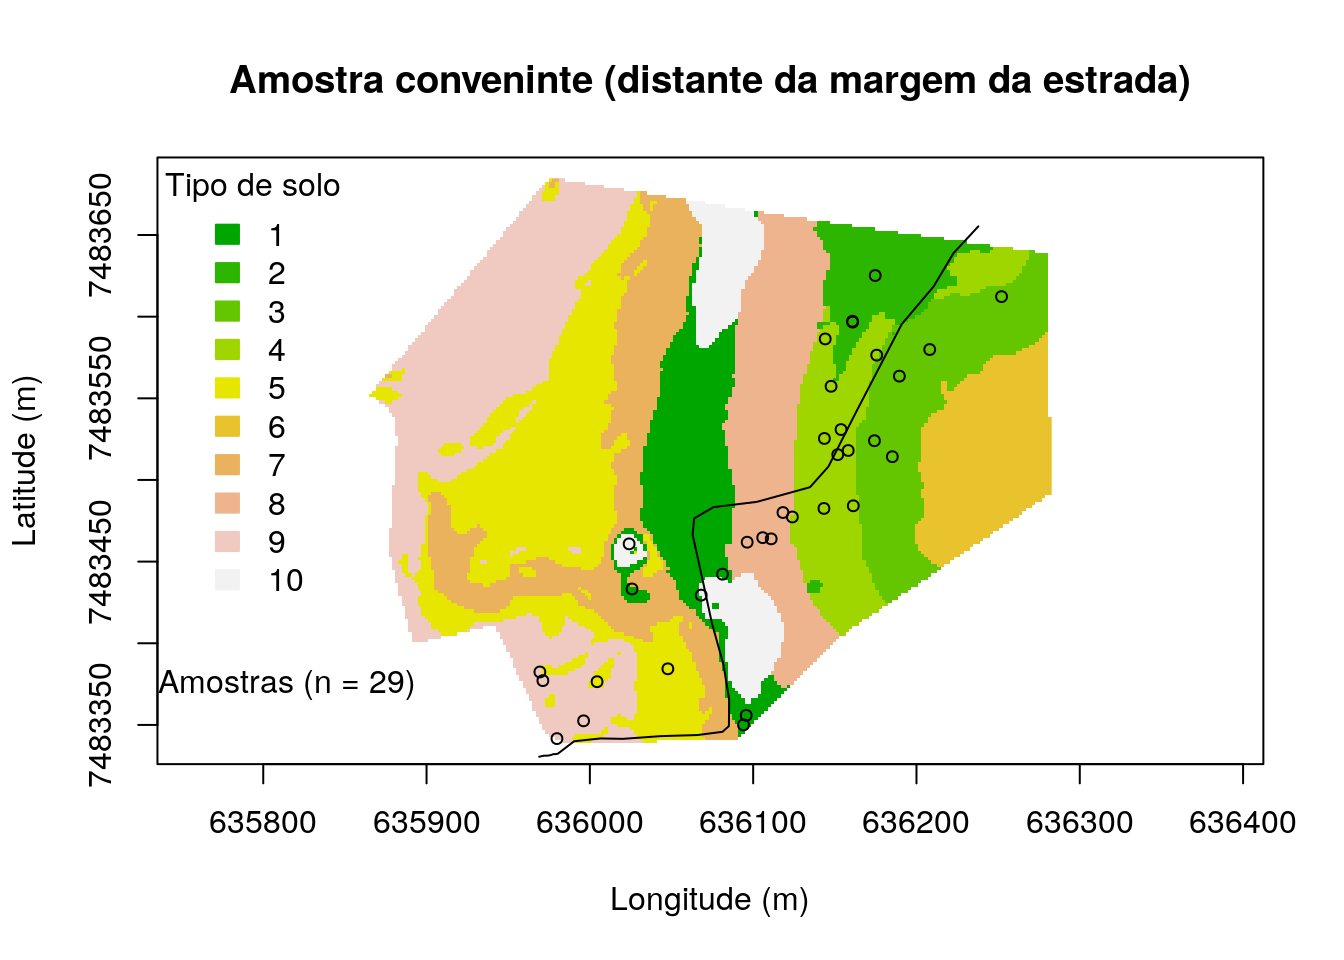 Amostra conveninte (distante da margem da estrada)
Tipo de solo
1
2
3
4
5
6
7
8
9
10
Amostras (n = 29)
Latitude (m)
7483650
7483550
7483450
7483350
635800 635900 636000 636100 636200 636300 636400
Longitude (m)